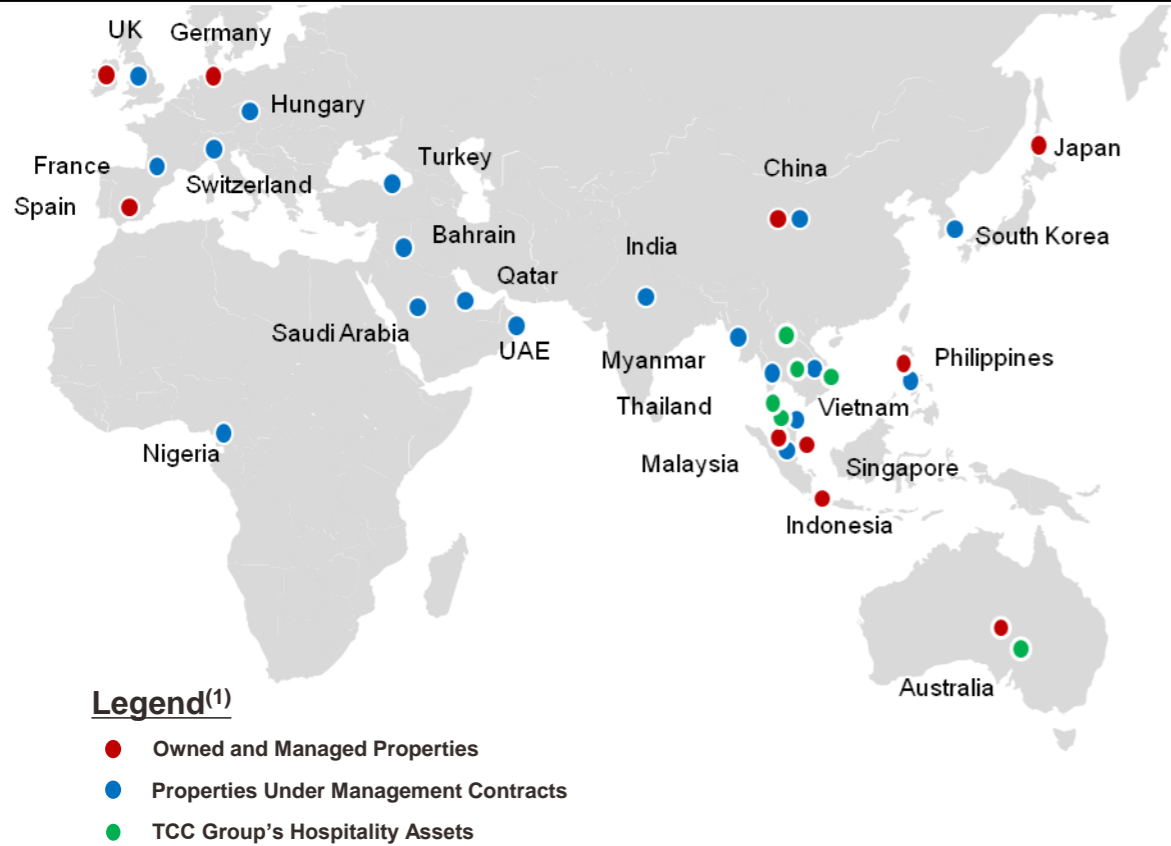 UK
Germany
Hungary
France
Switzerland
Turkey
Spain
China
Japan
South Korea
Bahrain
India
Qatar
Saudi Arabia
UAE
Myanmar
Philippines
Thailand
Vietnam
Nigeria
Malaysia
Singapore
Indonesia
Australia
Legend(1)
Owned and Managed Properties
Properties Under Management Contracts
TCC Group’s Hospitality Assets